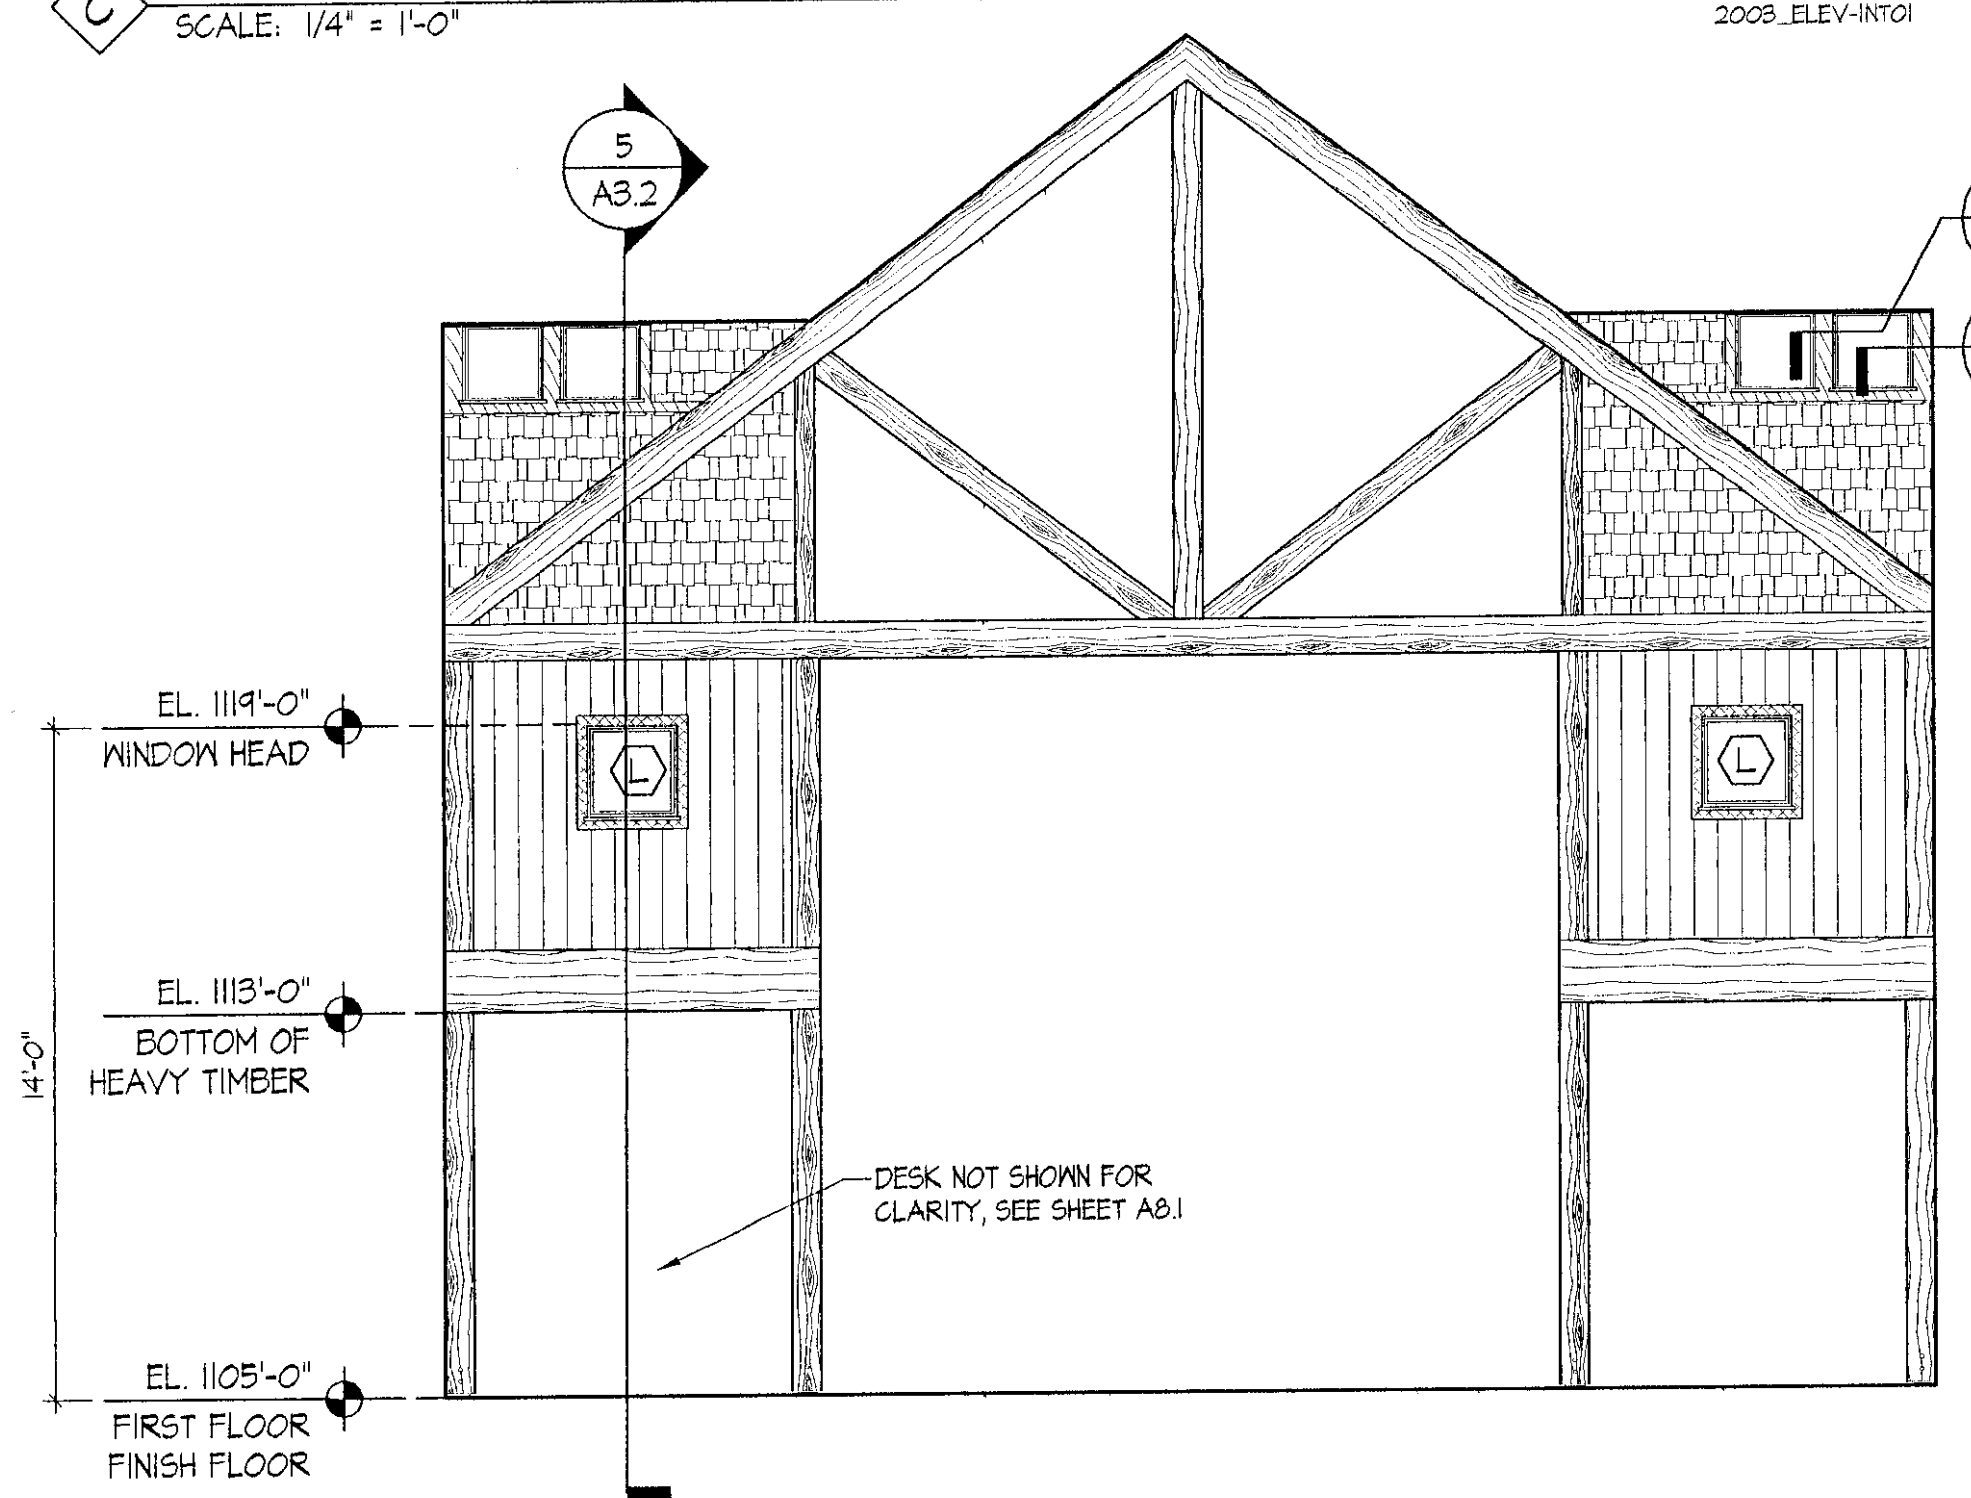 C
SCALE: 1/4" = 1'-0"
2003_ELEV-INT01
5
A3.2
EL. 1119'-0"
WINDOW HEAD
L
L
EL. 1113'-0"
BOTTOM OF
HEAVY TIMBER
14'-0"
DESK NOT SHOWN FOR
CLARITY, SEE SHEET A8.1
EL. 1105'-0"
FIRST FLOOR
FINISH FLOOR